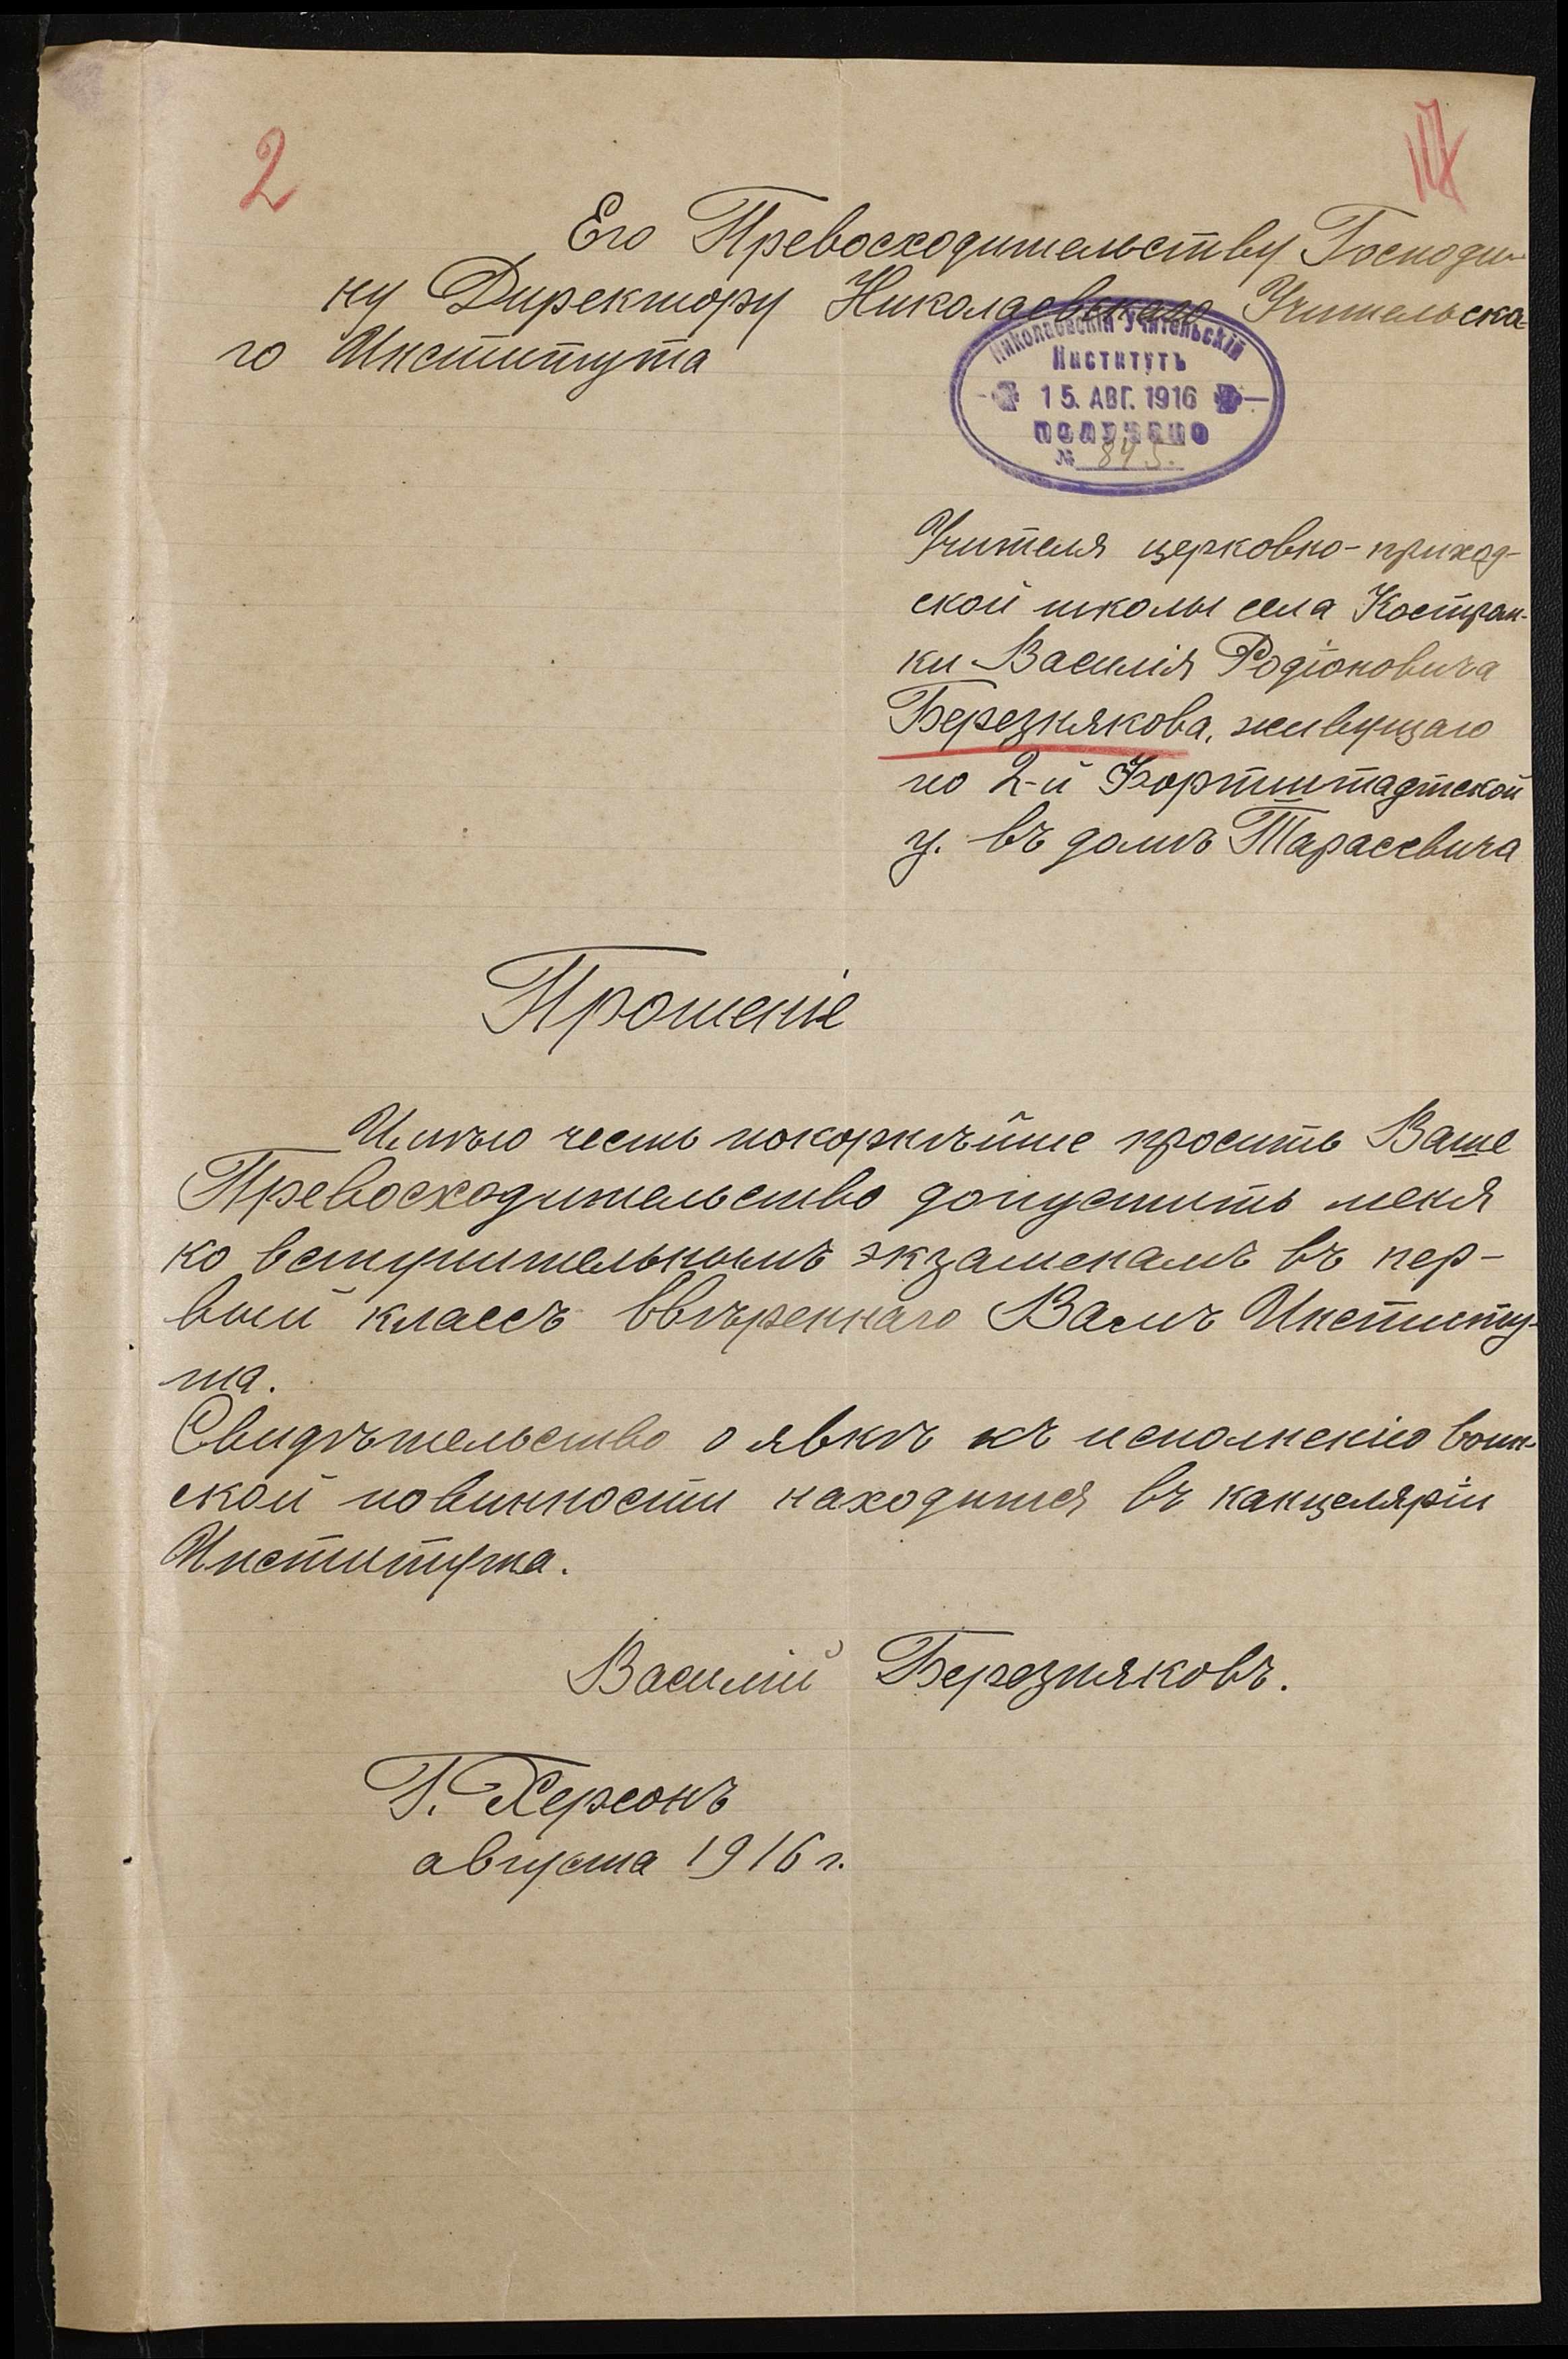 2
Его Превосходительству Господи-
ну Директору Николаевскаго Учительска-
го Института
Николаевскій Учительскій
Институтъ
15. АВГ. 1916
получено
№ 845.
Учителя церковно-приход-
ской школы села Костран-
ки Василія Родіоновича
Березнякова, живущаго
по 2-й Форштадтской
у. въ домѣ Тарасевича
Прошеніе
Имѣю честь покорнѣйше просить Ваше
Превосходительство допустить меня
ко вступительнымъ экзаменамъ въ пер-
вый классъ ввѣреннаго Вамъ Институ-
та.
Свидѣтельство о явкѣ къ исполненію воин-
ской повинности находится въ канцеляріи
Института.
Василій Березняковъ.
Г. Херсонъ
августа 1916 г.